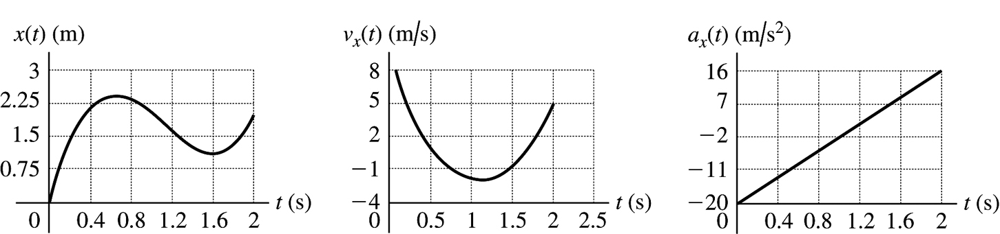 x(t) (m)
3
2.25
1.5
0.75
0
0.4 0.8 1.2 1.6 2
t (s)
vₓ(t) (m/s)
8
5
2
−1
−4
0
0.5 1 1.5 2 2.5
t (s)
aₓ(t) (m/s²)
16
7
−2
−11
−20
0
0.4 0.8 1.2 1.6 2
t (s)